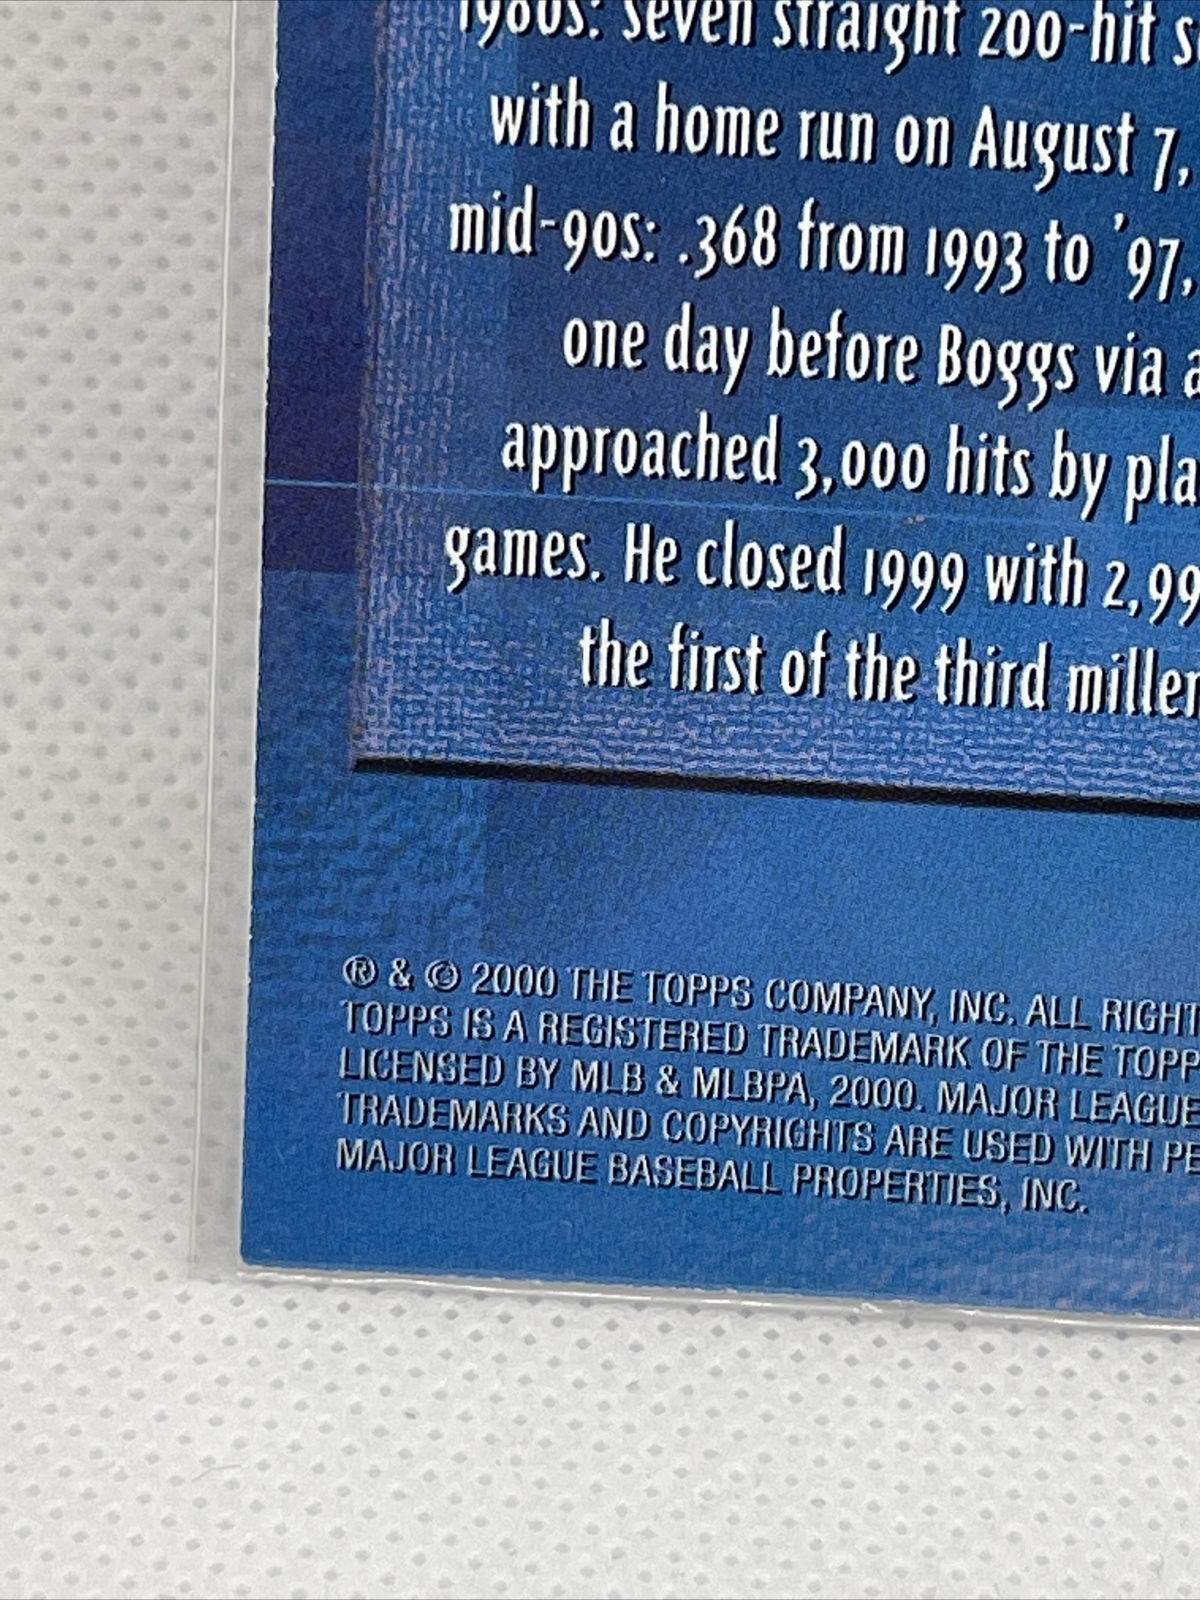 1980s: seven straight 200-hit
with a home run on August 7,
mid-90s: .368 from 1993 to '97,
one day before Boggs via a
approached 3,000 hits by pla
games. He closed 1999 with 2,99
the first of the third millen
® & © 2000 THE TOPPS COMPANY, INC. ALL RIGHT
TOPPS IS A REGISTERED TRADEMARK OF THE TOPP
LICENSED BY MLB & MLBPA, 2000. MAJOR LEAGUE
TRADEMARKS AND COPYRIGHTS ARE USED WITH PE
MAJOR LEAGUE BASEBALL PROPERTIES, INC.